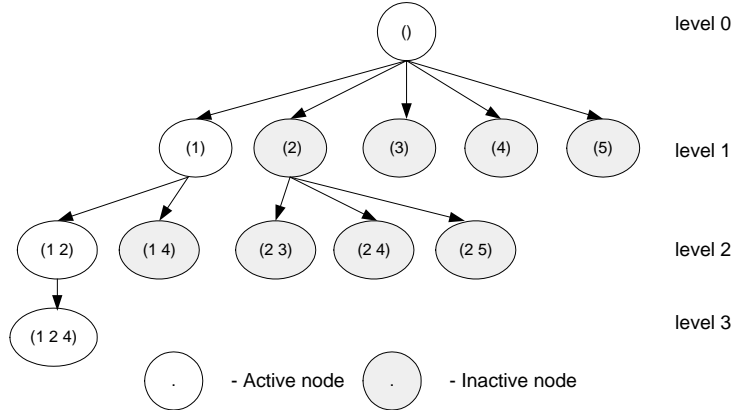 ()
level 0
(1)
(2)
(3)
(4)
(5)
level 1
(1 2)
(1 4)
(2 3)
(2 4)
(2 5)
level 2
(1 2 4)
level 3
. - Active node
. - Inactive node